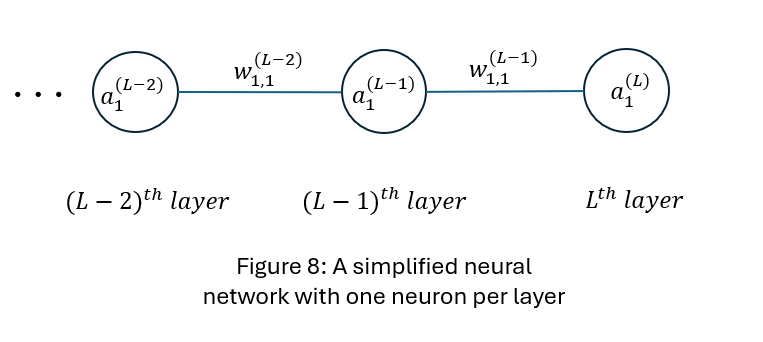 . . .
w_{1,1}^{(L-2)}
w_{1,1}^{(L-1)}
a_1^{(L-2)}
a_1^{(L-1)}
a_1^{(L)}
(L − 2)^{th} layer
(L − 1)^{th} layer
L^{th} layer
Figure 8: A simplified neural
network with one neuron per layer